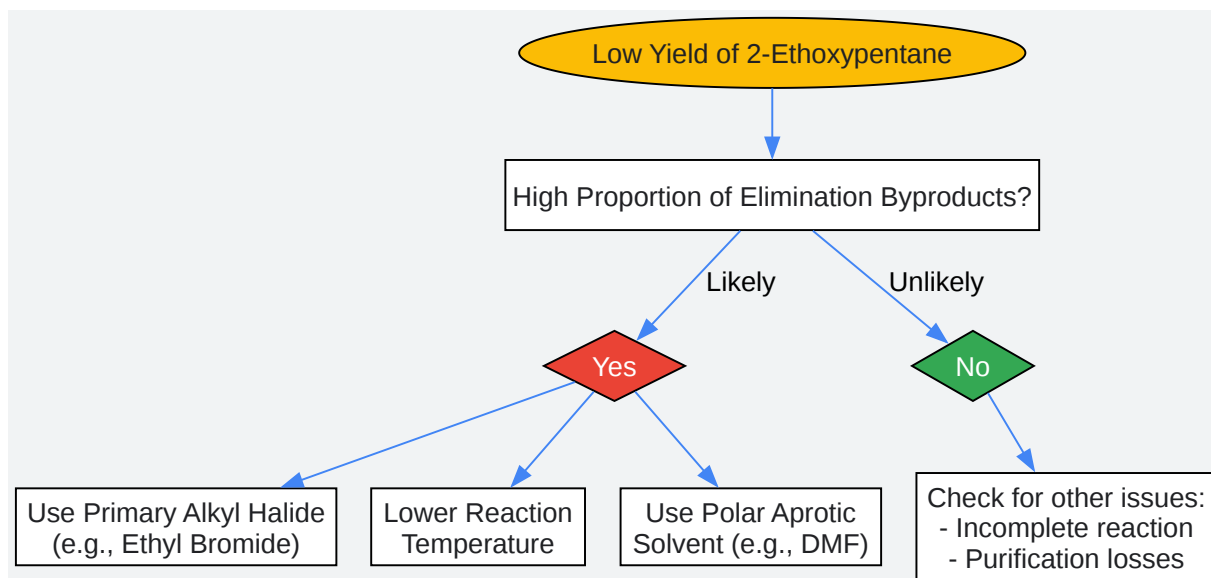 Low Yield of 2-Ethoxypentane
High Proportion of Elimination Byproducts?
Likely
Unlikely
Yes
No
Use Primary Alkyl Halide
(e.g., Ethyl Bromide)
Lower Reaction
Temperature
Use Polar Aprotic
Solvent (e.g., DMF)
Check for other issues:
- Incomplete reaction
- Purification losses